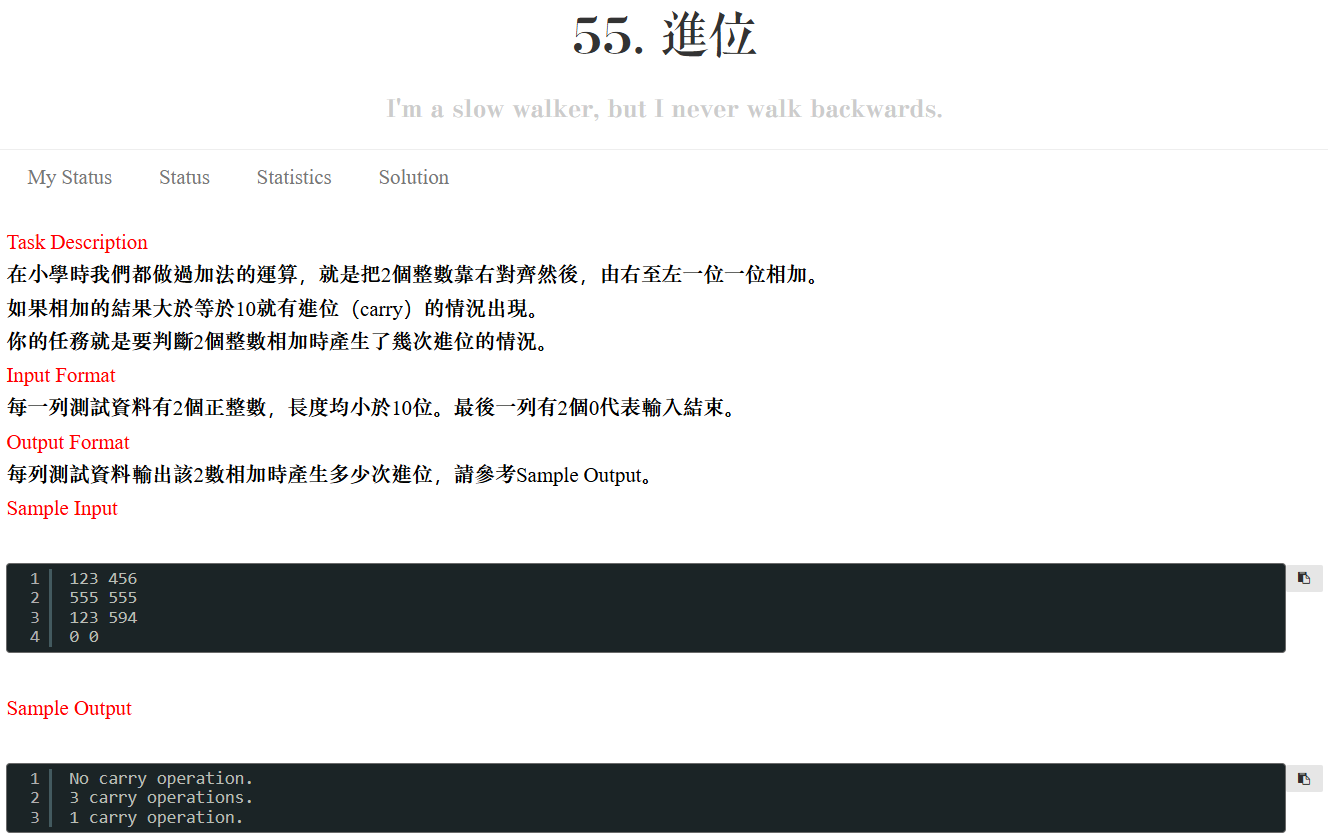 55. 進位
I'm a slow walker, but I never walk backwards.
My Status Status Statistics Solution
Task Description
在小學時我們都做過加法的運算，就是把2個整數靠右對齊然後，由右至左一位一位相加。
如果相加的結果大於等於10就有進位（carry）的情況出現。
你的任務就是要判斷2個整數相加時產生了幾次進位的情況。
Input Format
每一列測試資料有2個正整數，長度均小於10位。最後一列有2個0代表輸入結束。
Output Format
每列測試資料輸出該2數相加時產生多少次進位，請參考Sample Output。
Sample Input
1 123 456
2 555 555
3 123 594
4 0 0
Sample Output
1 No carry operation.
2 3 carry operations.
3 1 carry operation.